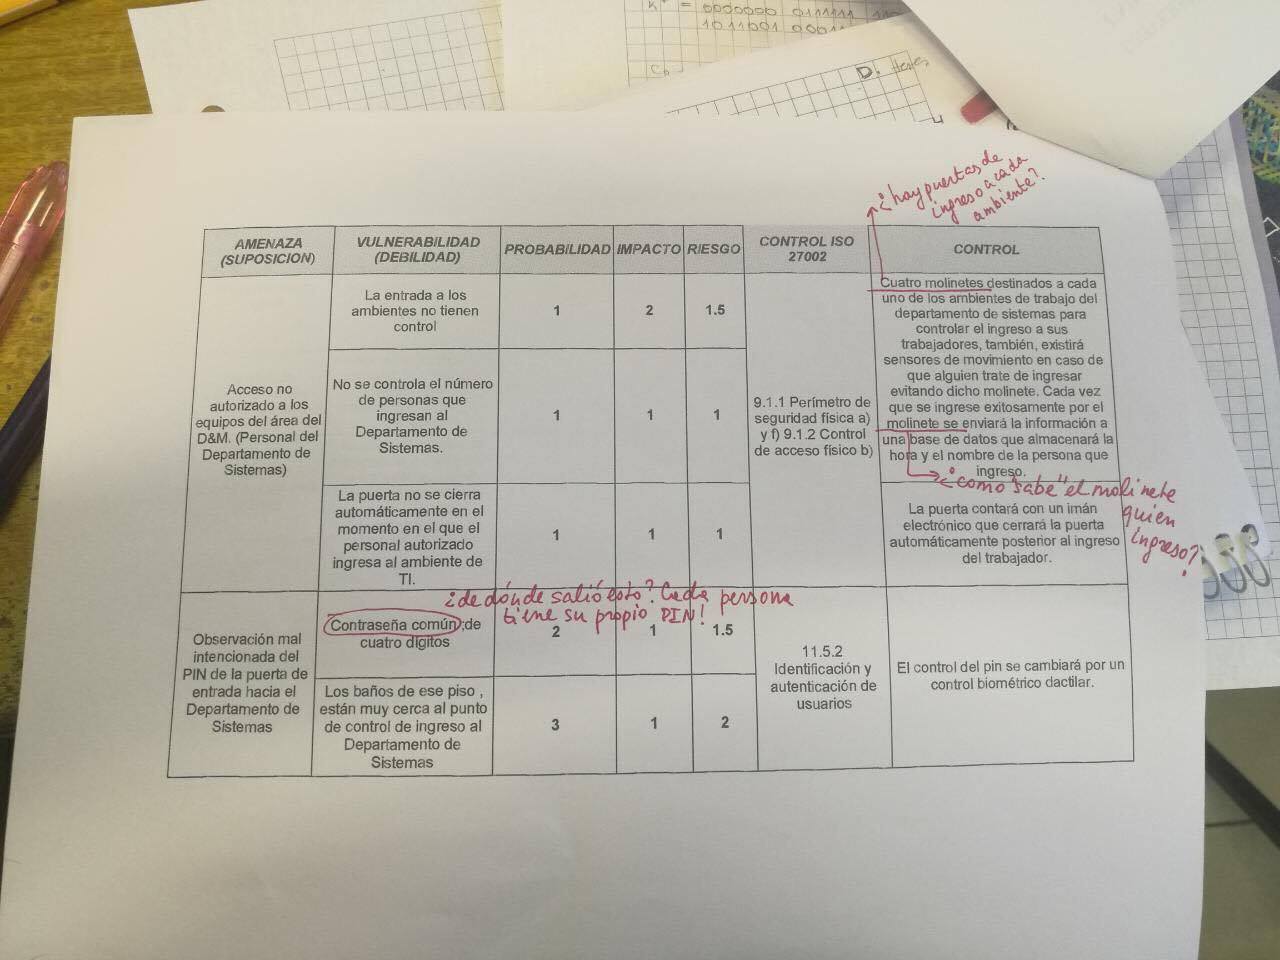 K = 0000000 0111111
1011001
D.
¿hay puertas de
ingreso a cada
ambiente?
AMENAZA
(SUPOSICION)
VULNERABILIDAD
(DEBILIDAD)
PROBABILIDAD
IMPACTO
RIESGO
CONTROL ISO
27002
CONTROL
Acceso no
autorizado a los
equipos del área del
D&M. (Personal del
Departamento de
Sistemas)
La entrada a los
ambientes no tienen
control
1
2
1.5
No se controla el número
de personas que
ingresan al
Departamento de
Sistemas.
1
1
1
La puerta no se cierra
automáticamente en el
momento en el que el
personal autorizado
ingresa al ambiente de
TI.
1
1
1
9.1.1 Perímetro de
seguridad física a)
y f) 9.1.2 Control
de acceso físico b)
Cuatro molinetes destinados a cada
uno de los ambientes de trabajo del
departamento de sistemas para
controlar el ingreso a sus
trabajadores, también, existirá
sensores de movimiento en caso de
que alguien trate de ingresar
evitando dicho molinete. Cada vez
que se ingrese exitosamente por el
molinete se enviará la información a
una base de datos que almacenará la
hora y el nombre de la persona que
ingreso.
¿como "sabe" el molinete
quien
ingreso?
La puerta contará con un imán
electrónico que cerrará la puerta
automáticamente posterior al ingreso
del trabajador.
¿de dónde salió esto? Cada persona
tiene su propio PIN!
Observación mal
intencionada del
PIN de la puerta de
entrada hacia el
Departamento de
Sistemas
Contraseña común ;de
cuatro dígitos
2
1
1.5
Los baños de ese piso ,
están muy cerca al punto
de control de ingreso al
Departamento de
Sistemas
3
1
2
11.5.2
Identificación y
autenticación de
usuarios
El control del pin se cambiará por un
control biométrico dactilar.